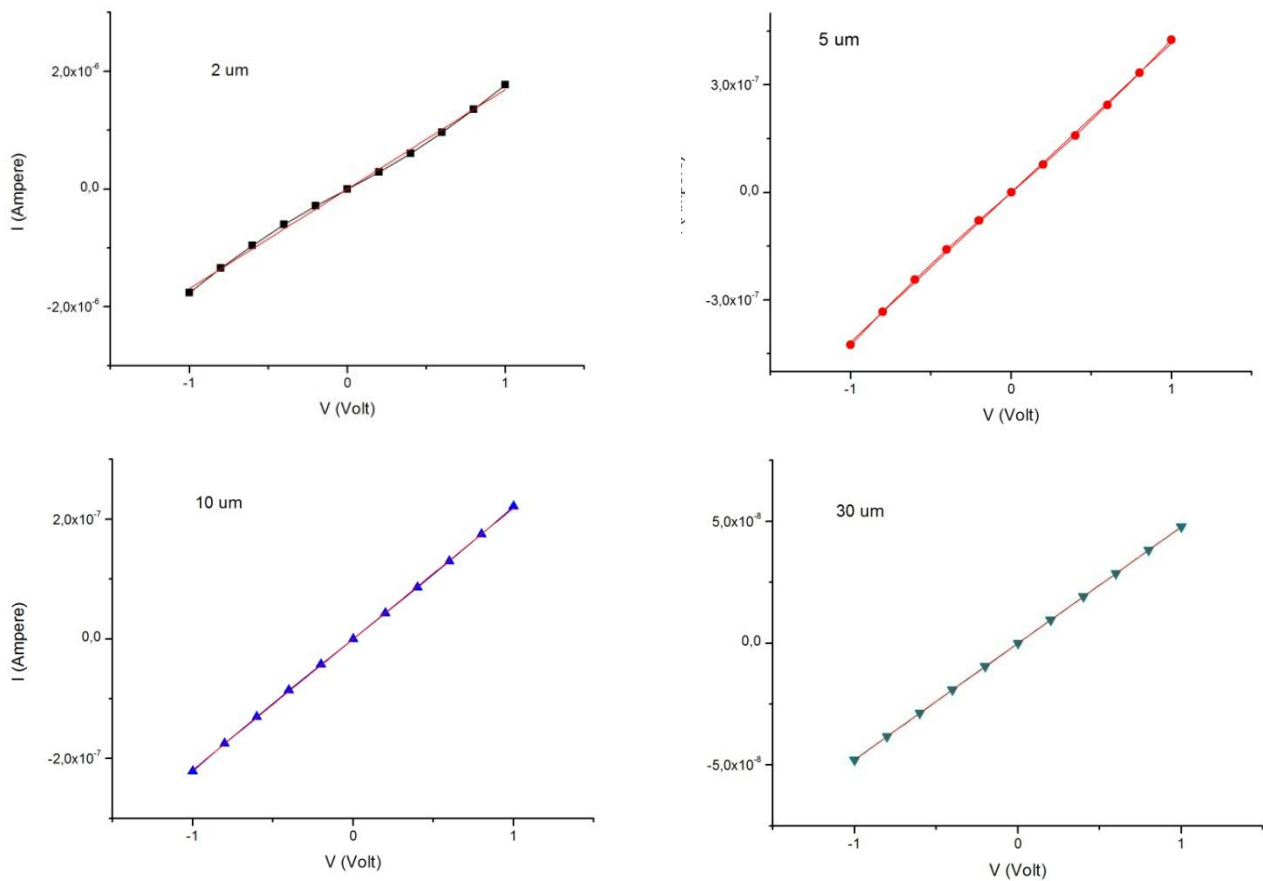 2 um
2,0x10⁻⁶
0,0
-2,0x10⁻⁶
I (Ampere)
-1
0
1
V (Volt)
5 um
3,0x10⁻⁷
0,0
-3,0x10⁻⁷
-1
0
1
V (Volt)
10 um
2,0x10⁻⁷
0,0
-2,0x10⁻⁷
I (Ampere)
-1
0
1
V (Volt)
30 um
5,0x10⁻⁸
0,0
-5,0x10⁻⁸
-1
0
1
V (Volt)